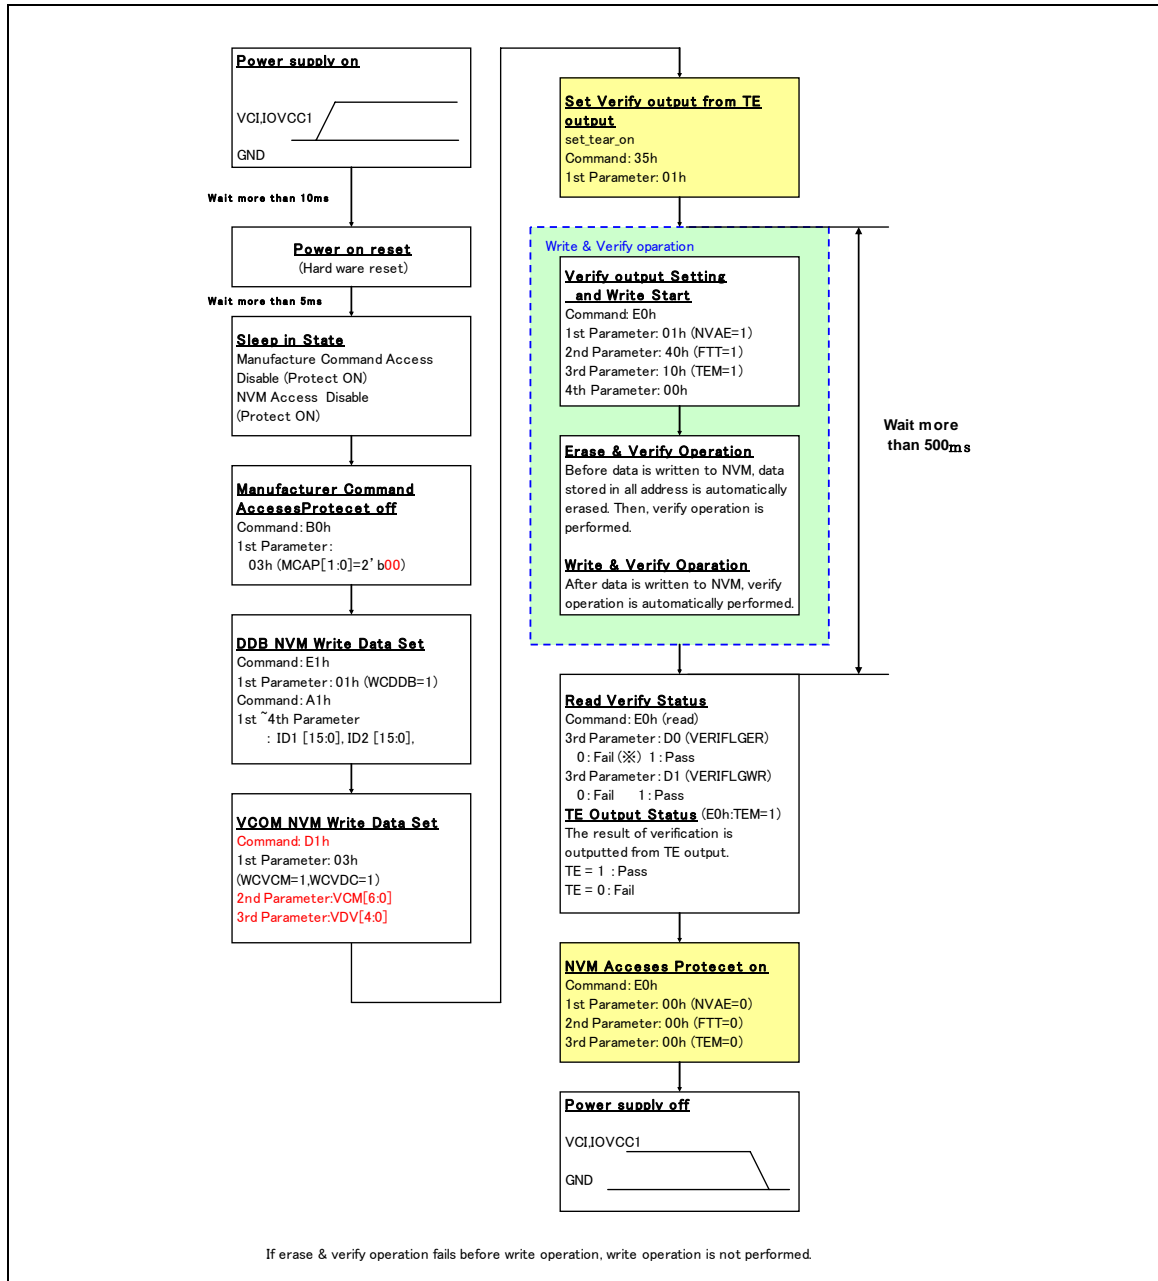 Power supply on
VCI,IOVCC1
GND
Wait more than 10ms
Power on reset
(Hard ware reset)
Wait more than 5ms
Sleep in State
Manufacture Command Access
Disable (Protect ON)
NVM Access Disable
(Protect ON)
Manufacturer Command
AccesesProtecet off
Command: B0h
1st Parameter:
03h (MCAP[1:0]=2'b00)
DDB NVM Write Data Set
Command: E1h
1st Parameter: 01h (WCDDB=1)
Command: A1h
1st ~4th Parameter
: ID1 [15:0], ID2 [15:0],
VCOM NVM Write Data Set
Command: D1h
1st Parameter: 03h
(WCVCM=1,WCVDC=1)
2nd Parameter:VCM[6:0]
3rd Parameter:VDV[4:0]
Set Verify output from TE
output
set_tear_on
Command: 35h
1st Parameter: 01h
Write & Verify oparation
Verify output Setting
and Write Start
Command: E0h
1st Parameter: 01h (NVAE=1)
2nd Parameter: 40h (FTT=1)
3rd Parameter: 10h (TEM=1)
4th Parameter: 00h
Erase & Verify Operation
Before data is written to NVM, data
stored in all address is automatically
erased. Then, verify operation is
performed.
Write & Verify Oparation
After data is written to NVM, verify
operation is automatically performed.
Wait more
than 500ms
Read Verify Status
Command: E0h (read)
3rd Parameter: D0 (VERIFLGER)
0: Fail (※) 1: Pass
3rd Parameter: D1 (VERIFLGWR)
0: Fail 1: Pass
TE Output Status (E0h:TEM=1)
The result of verification is
outputted from TE output.
TE = 1 : Pass
TE = 0: Fail
NVM Acceses Protecet on
Command: E0h
1st Parameter: 00h (NVAE=0)
2nd Parameter: 00h (FTT=0)
3rd Parameter: 00h (TEM=0)
Power supply off
VCI,IOVCC1
GND
If erase & verify operation fails before write operation, write operation is not performed.